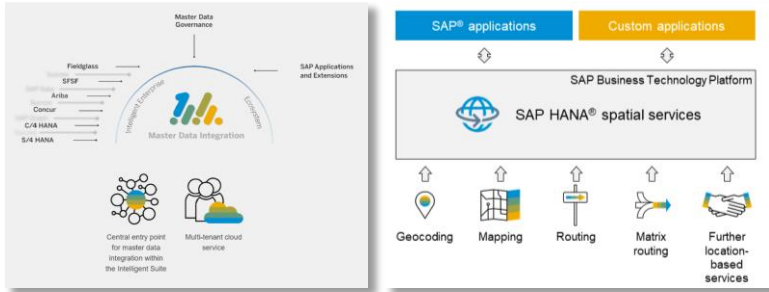 Master Data
Governance
Fieldglass
SFSF
Ariba
Concur
C/4 HANA
S/4 HANA
SAP Applications
and Extensions
Intelligent Enterprise
Ecosystem
Master Data Integration
Central entry point
for master data
integration within
the Intelligent Suite
Multi-tenant cloud
service
SAP® applications
Custom applications
SAP Business Technology Platform
SAP HANA® spatial services
Geocoding
Mapping
Routing
Matrix
routing
Further
location-
based
services